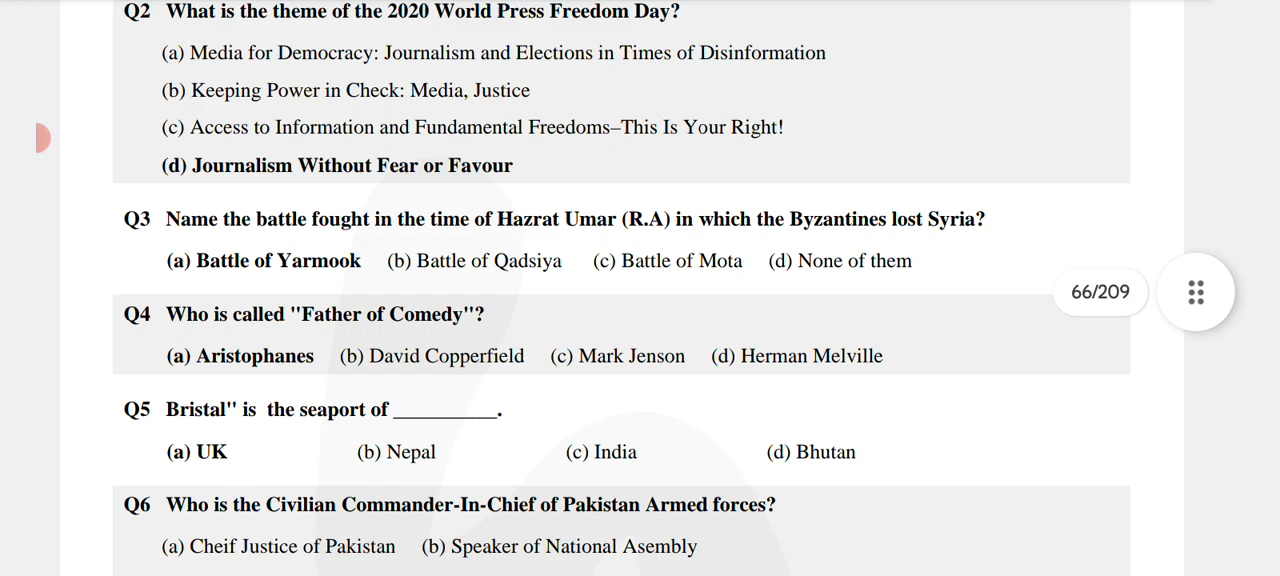 Q2 What is the theme of the 2020 World Press Freedom Day?
(a) Media for Democracy: Journalism and Elections in Times of Disinformation
(b) Keeping Power in Check: Media, Justice
(c) Access to Information and Fundamental Freedoms–This Is Your Right!
(d) Journalism Without Fear or Favour
Q3 Name the battle fought in the time of Hazrat Umar (R.A) in which the Byzantines lost Syria?
(a) Battle of Yarmook (b) Battle of Qadsiya (c) Battle of Mota (d) None of them
66/209
Q4 Who is called "Father of Comedy"?
(a) Aristophanes (b) David Copperfield (c) Mark Jenson (d) Herman Melville
Q5 Bristal" is the seaport of __________.
(a) UK (b) Nepal (c) India (d) Bhutan
Q6 Who is the Civilian Commander-In-Chief of Pakistan Armed forces?
(a) Cheif Justice of Pakistan (b) Speaker of National Asembly